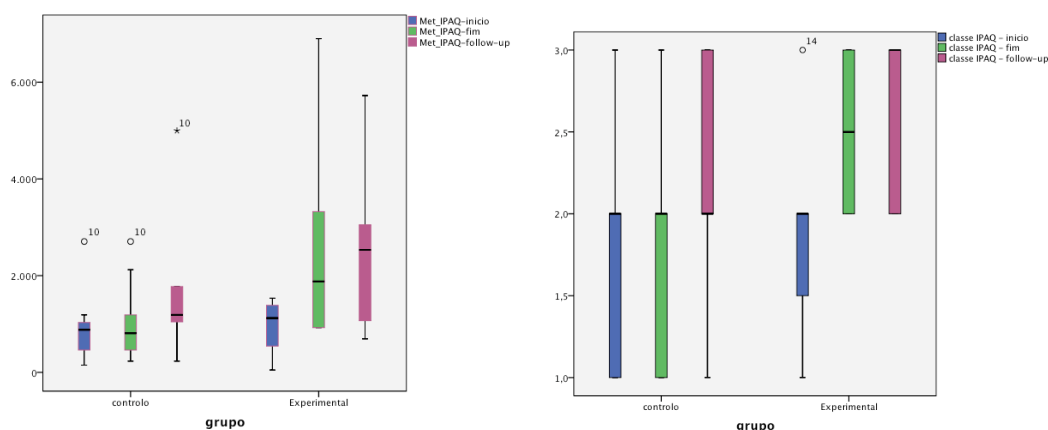 Met_IPAQ-inicio
Met_IPAQ-fim
Met_IPAQ-follow-up
6.000
4.000
2.000
0
10
10
10
controlo
Experimental
grupo
classe IPAQ - inicio
classe IPAQ - fim
classe IPAQ - follow-up
3,0
2,5
2,0
1,5
1,0
14
controlo
Experimental
grupo